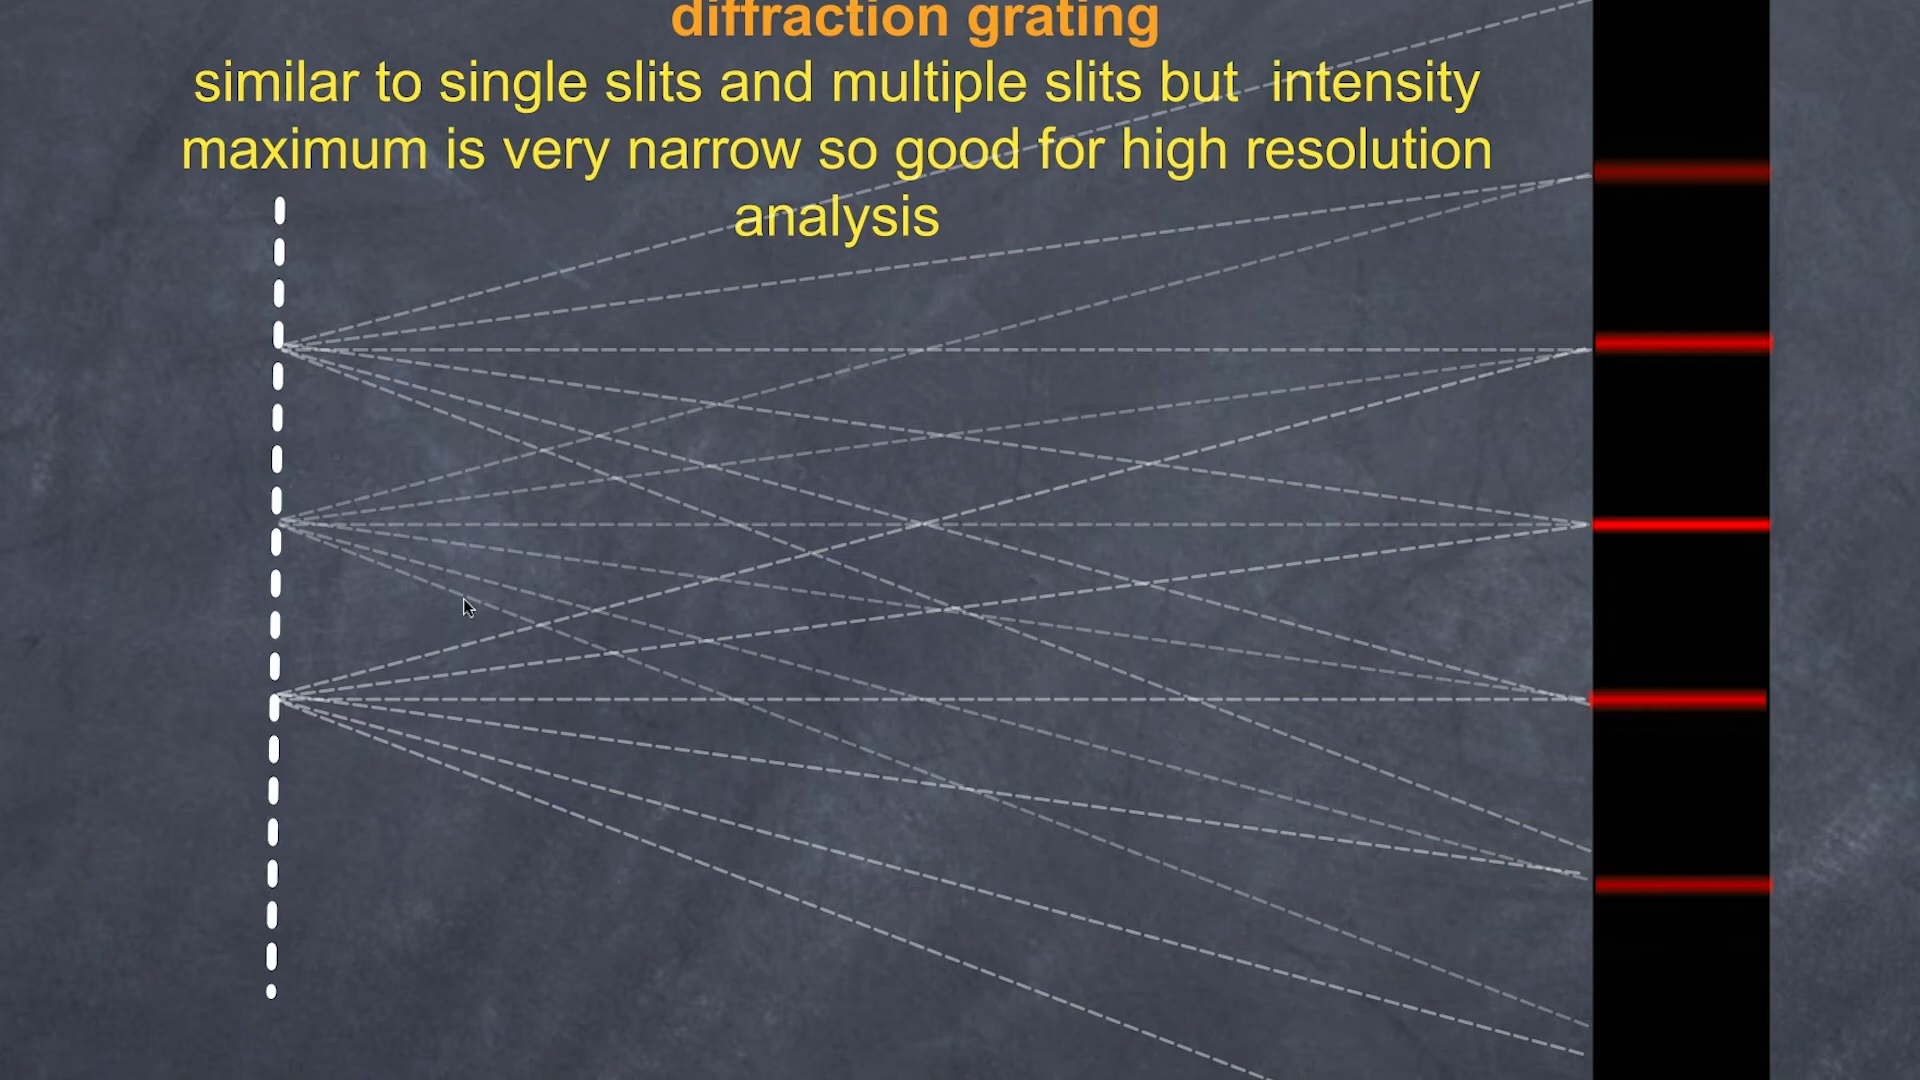 diffraction grating
similar to single slits and multiple slits but  intensity
maximum is very narrow so good for high resolution
analysis